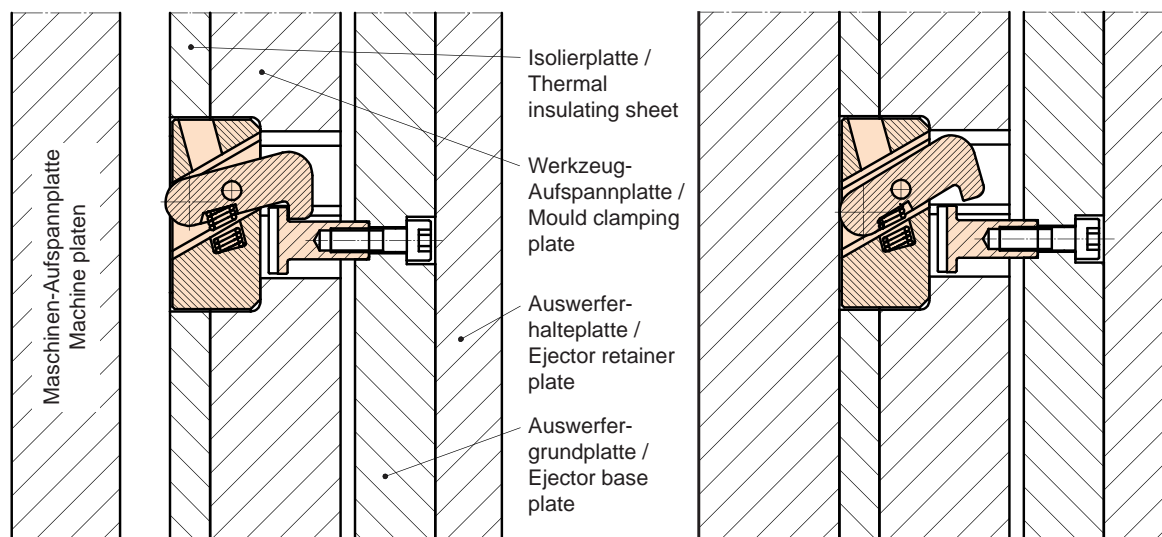 Maschinen-Aufspannplatte
Machine platen
Isolierplatte /
Thermal
insulating sheet
Werkzeug-
Aufspannplatte /
Mould clamping
plate
Auswerfer-
halteplatte /
Ejector retainer
plate
Auswerfer-
grundplatte /
Ejector base
plate